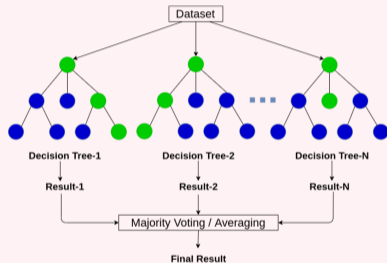 Dataset
Decision Tree-1
Decision Tree-2
Decision Tree-N
Result-1
Result-2
Result-N
Majority Voting / Averaging
Final Result